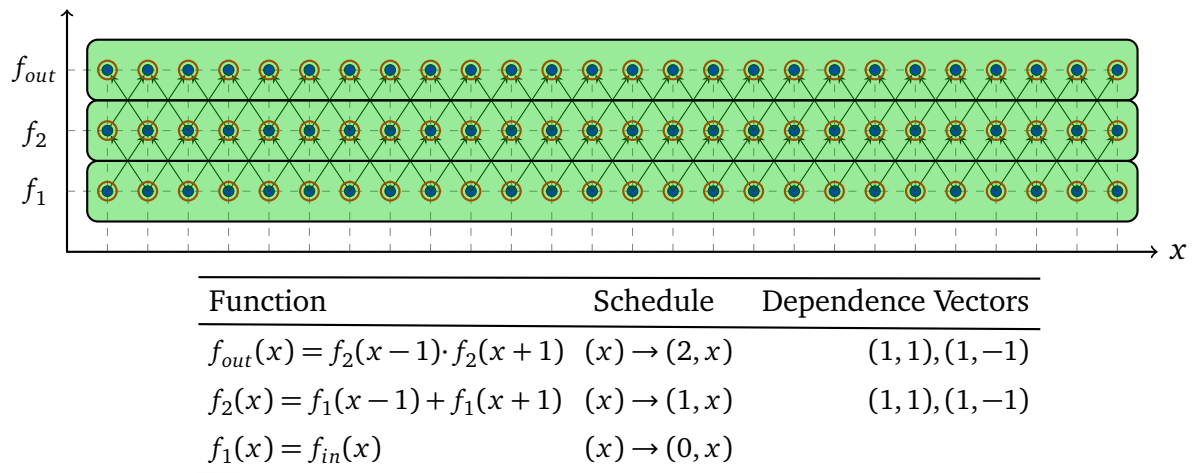 f_out
f_2
f_1
x
Function Schedule Dependence Vectors
f_out(x) = f_2(x − 1) · f_2(x + 1) (x) → (2, x) (1, 1), (1, −1)
f_2(x) = f_1(x − 1) + f_1(x + 1) (x) → (1, x) (1, 1), (1, −1)
f_1(x) = f_in(x) (x) → (0, x)